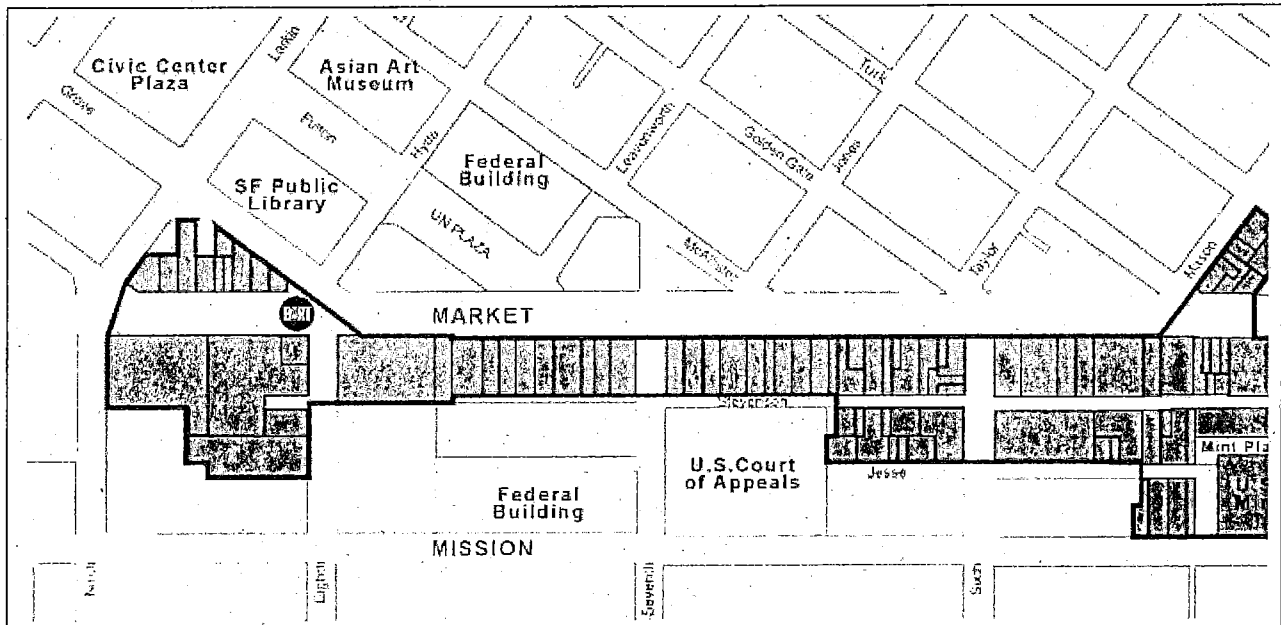 Larkin
Civic Center
Plaza
Asian Art
Museum
Turk
Grove
Fulton
Hyde
Leavenworth
Golden Gate
Jones
Federal
Building
SF Public
Library
UN PLAZA
McAllister
Taylor
Mason
BART
MARKET
Stevenson
Mint Pla
U.S.Court
of Appeals
Jesse
Federal
Building
MISSION
Ninth
Eighth
Seventh
Sixth